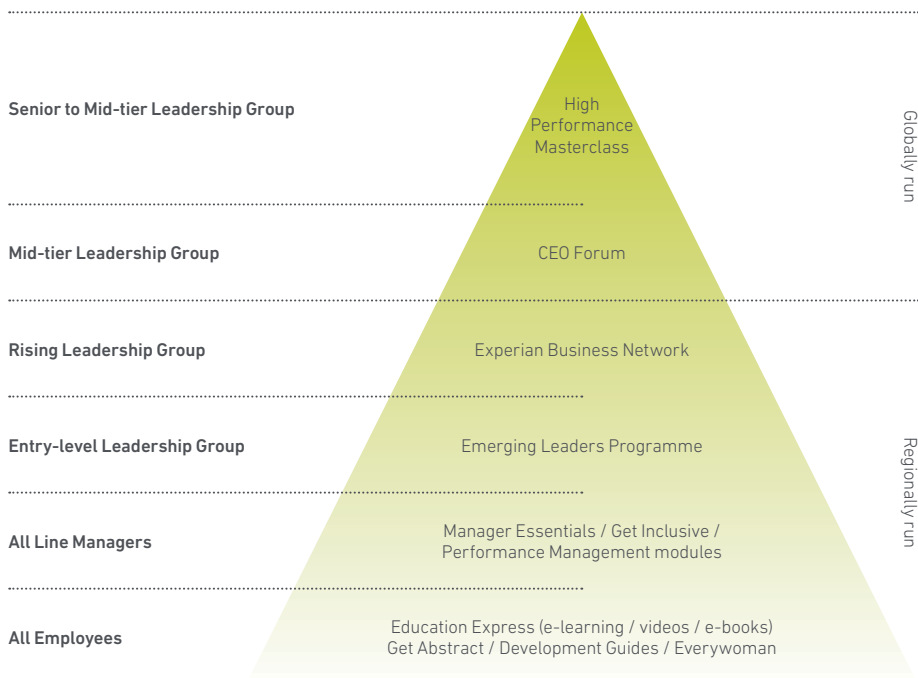 Senior to Mid-tier Leadership Group
High
Performance
Masterclass
Globally run
Mid-tier Leadership Group
CEO Forum
Rising Leadership Group
Experian Business Network
Entry-level Leadership Group
Emerging Leaders Programme
Regionally run
All Line Managers
Manager Essentials / Get Inclusive /
Performance Management modules
All Employees
Education Express (e-learning / videos / e-books)
Get Abstract / Development Guides / Everywoman